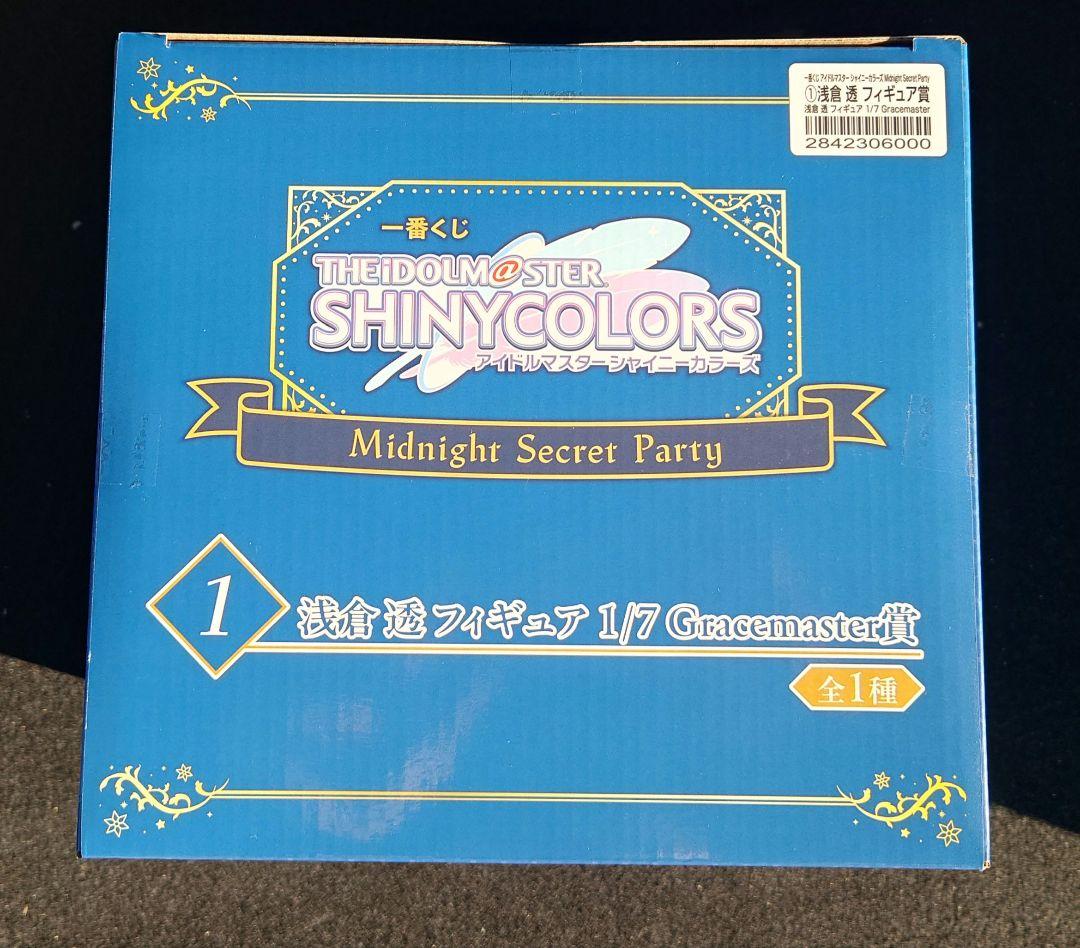 一番くじ アイドルマスター シャイニーカラーズ Midnight Secret Party
①浅倉 透 フィギュア賞
浅倉 透 フィギュア 1/7 Gracemaster
2842306000
一番くじ
THE iDOLM@STER
SHINYCOLORS
アイドルマスター シャイニーカラーズ
Midnight Secret Party
1 浅倉 透 フィギュア 1/7 Gracemaster賞
全1種